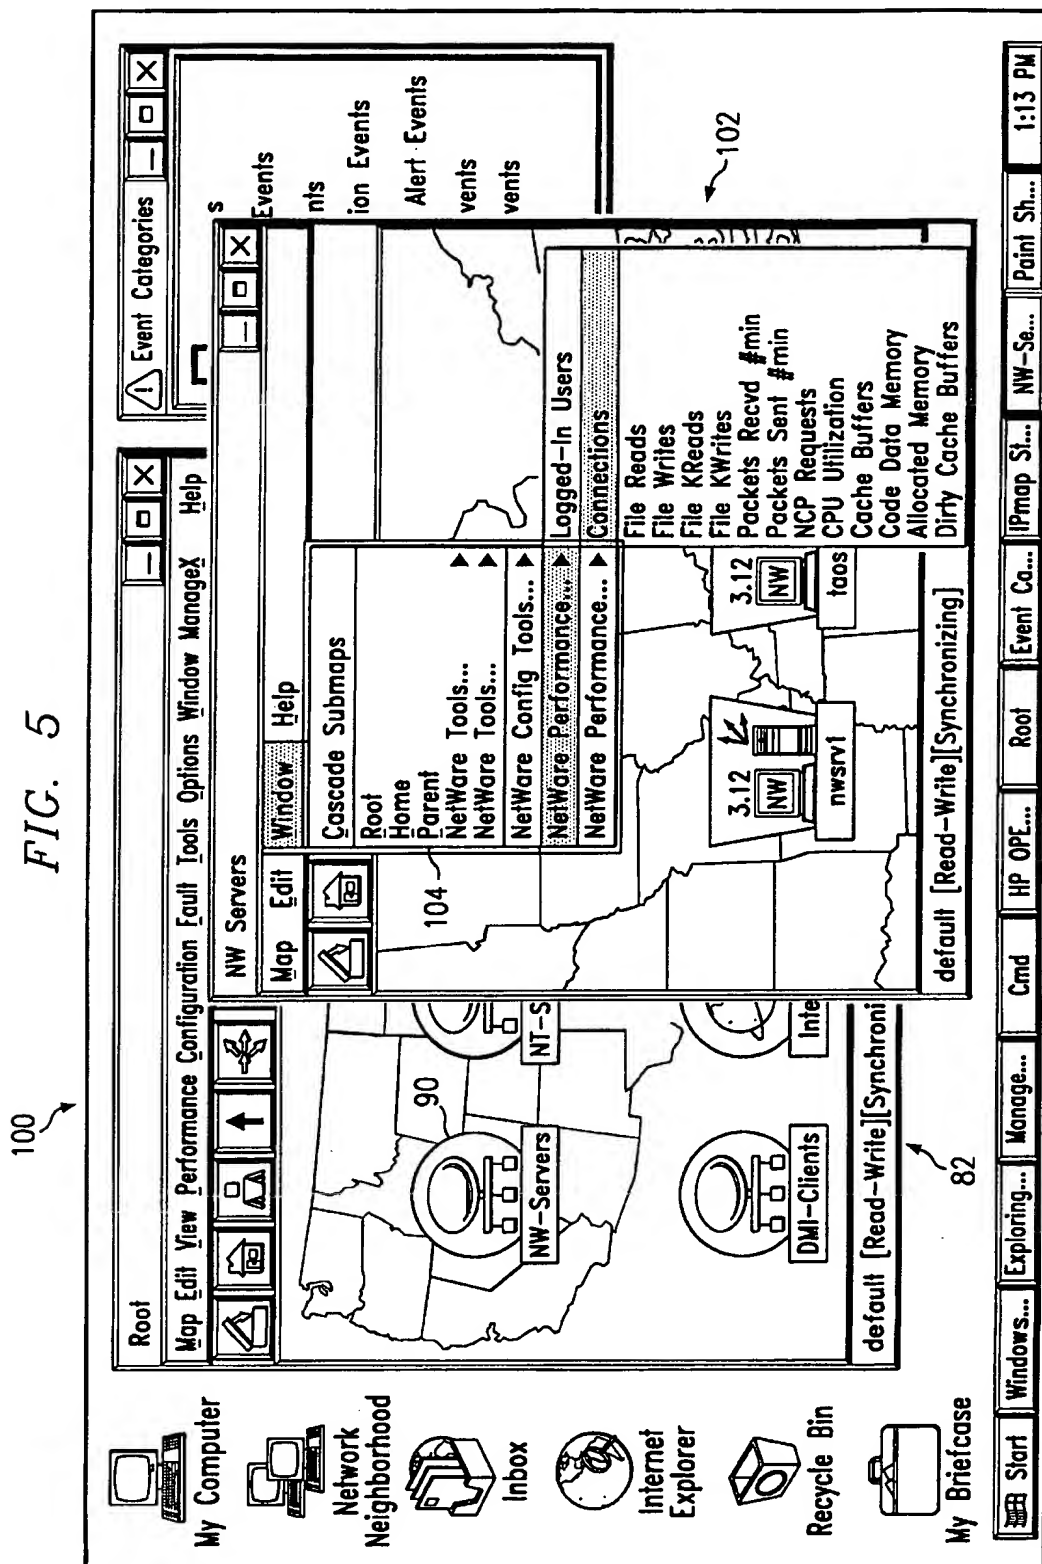 FIG. 5
100
My Computer
Network
Neighborhood
Inbox
Internet
Explorer
Recycle Bin
My Briefcase
Root
Map Edit View Performance Configuration Fault Tools Options Window ManageX Help
90
NW-Servers
NT-S
DMI-Clients
Inte
default [Read-Write][Synchroni
82
Event Categories
s
Events
nts
ion Events
Alert Events
vents
vents
NW Servers
Map Edit Window Help
Cascade Submaps
Root
Home
Parent
NetWare Tools...
NetWare Tools...
NetWare Config Tools...
NetWare Performance...
NetWare Performance...
104
Logged-In Users
Connections
File Reads
File Writes
File KReads
File KWrites
Packets Recvd #min
Packets Sent #min
NCP Requests
CPU Utilization
Cache Buffers
Code Data Memory
Allocated Memory
Dirty Cache Buffers
3.12
NW
nwsrv1
3.12
NW
taos
default [Read-Write][Synchronizing]
102
Start Windows... Exploring... Manage... Cmd HP OPE... Root Event Ca... IPmap St... NW-Se... Paint Sh... 1:13 PM